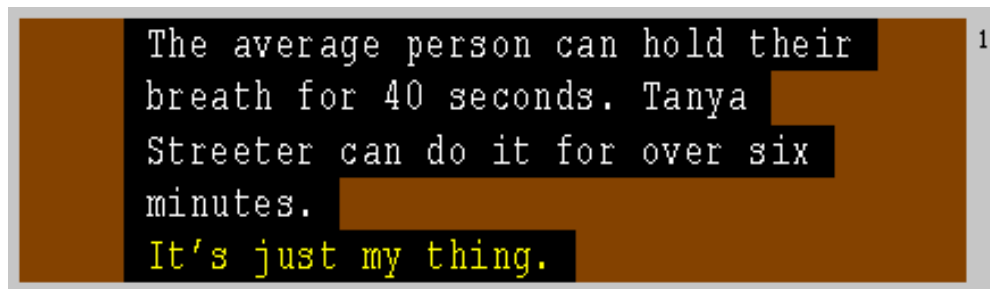 The average person can hold their
breath for 40 seconds. Tanya
Streeter can do it for over six
minutes.
It's just my thing.
1